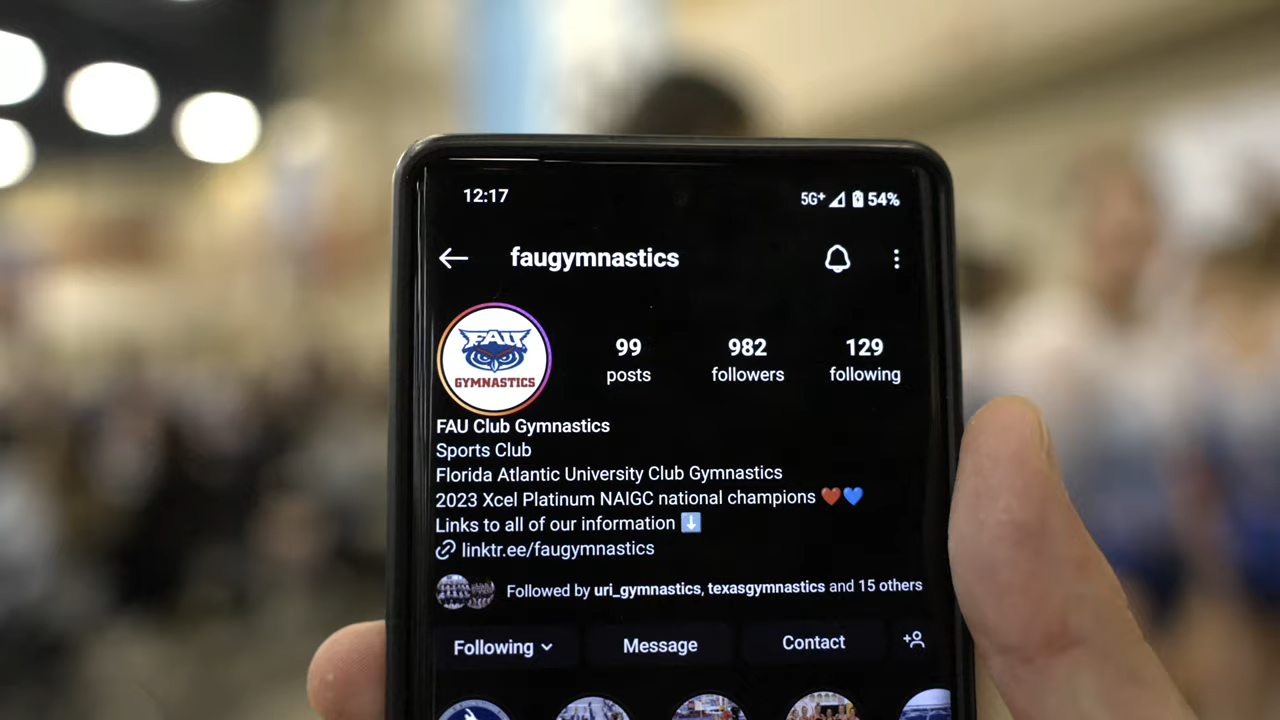 12:17 5G+ 54%
faugymnastics
FAU
GYMNASTICS
99 982 129
posts followers following
FAU Club Gymnastics
Sports Club
Florida Atlantic University Club Gymnastics
2023 Xcel Platinum NAIGC national champions ❤️💙
Links to all of our information ⬇️
linktr.ee/faugymnastics
Followed by uri_gymnastics, texasgymnastics and 15 others
Following Message Contact